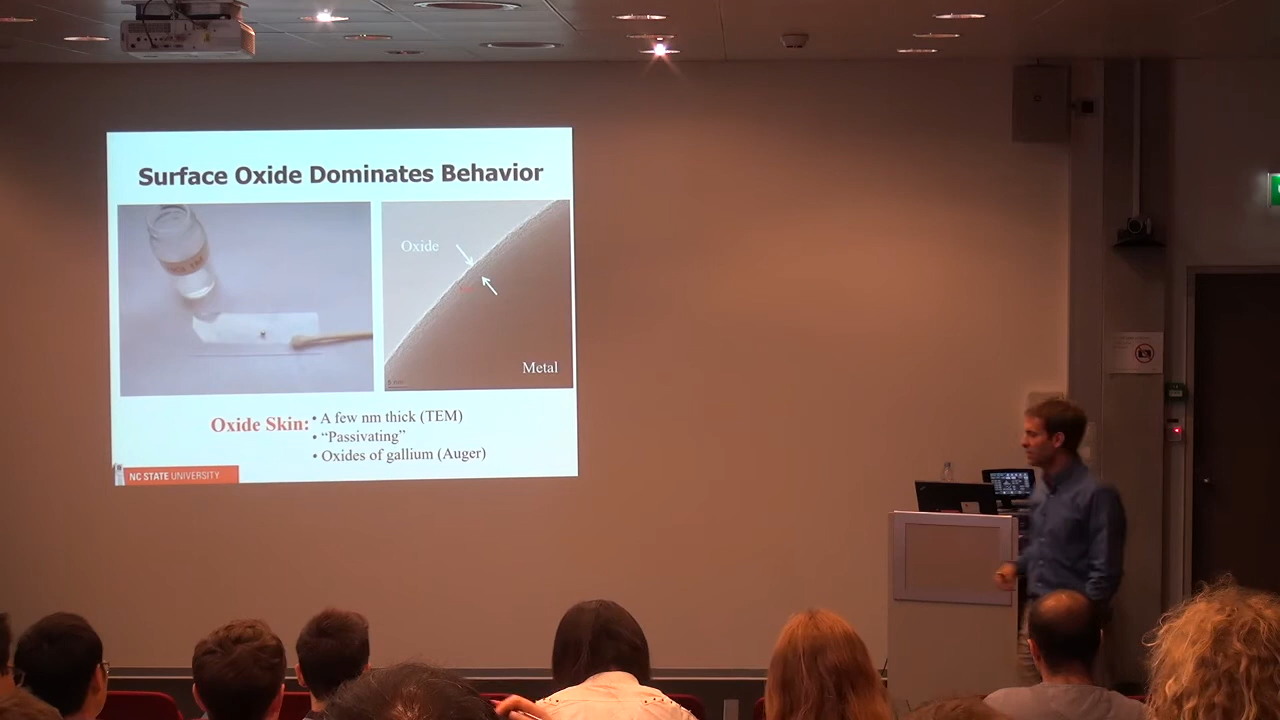 Surface Oxide Dominates Behavior
Oxide
Metal
Oxide Skin:
• A few nm thick (TEM)
• “Passivating”
• Oxides of gallium (Auger)
NC STATE UNIVERSITY